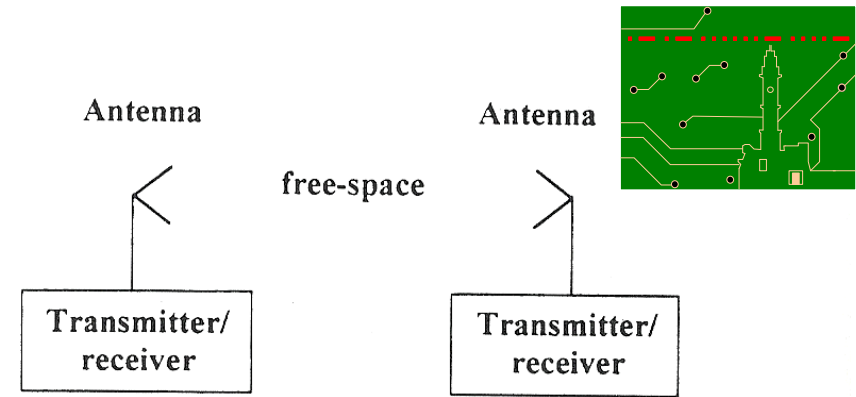 Antenna
Antenna
free-space
Transmitter/
receiver
Transmitter/
receiver